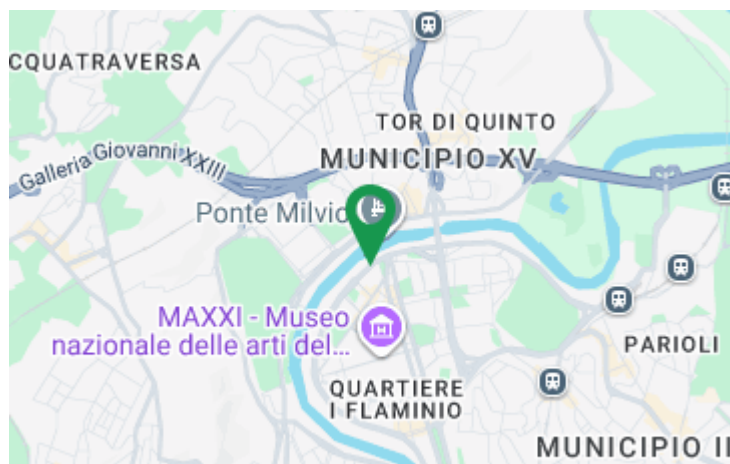 CQUATRAVERSA
TOR DI QUINTO
Galleria Giovanni XXIII
MUNICIPIO XV
Ponte Milvio
MAXXI - Museo
nazionale delle arti del...
PARIOLI
QUARTIERE
I FLAMINIO
MUNICIPIO II